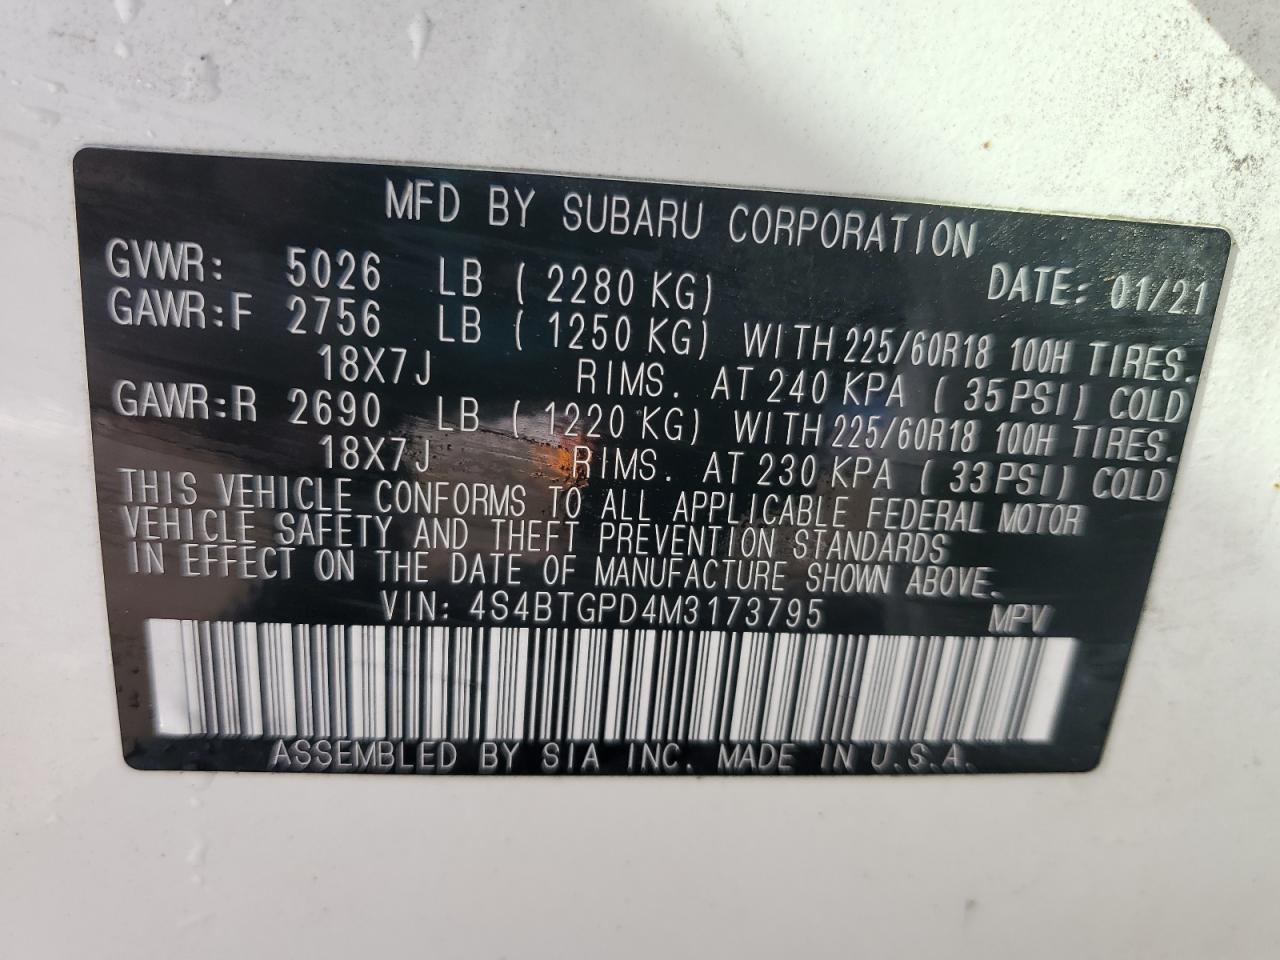 MFD BY SUBARU CORPORATION
GVWR: 5026 LB ( 2280 KG) DATE: 01/21
GAWR:F 2756 LB ( 1250 KG) WITH 225/60R18 100H TIRES.
18X7J RIMS. AT 240 KPA ( 35PSI) COLD
GAWR:R 2690 LB ( 1220 KG) WITH 225/60R18 100H TIRES.
18X7J RIMS. AT 230 KPA ( 33PSI) COLD
THIS VEHICLE CONFORMS TO ALL APPLICABLE FEDERAL MOTOR
VEHICLE SAFETY AND THEFT PREVENTION STANDARDS
IN EFFECT ON THE DATE OF MANUFACTURE SHOWN ABOVE.
VIN: 4S4BTGPD4M3173795 MPV
ASSEMBLED BY SIA INC. MADE IN U.S.A.